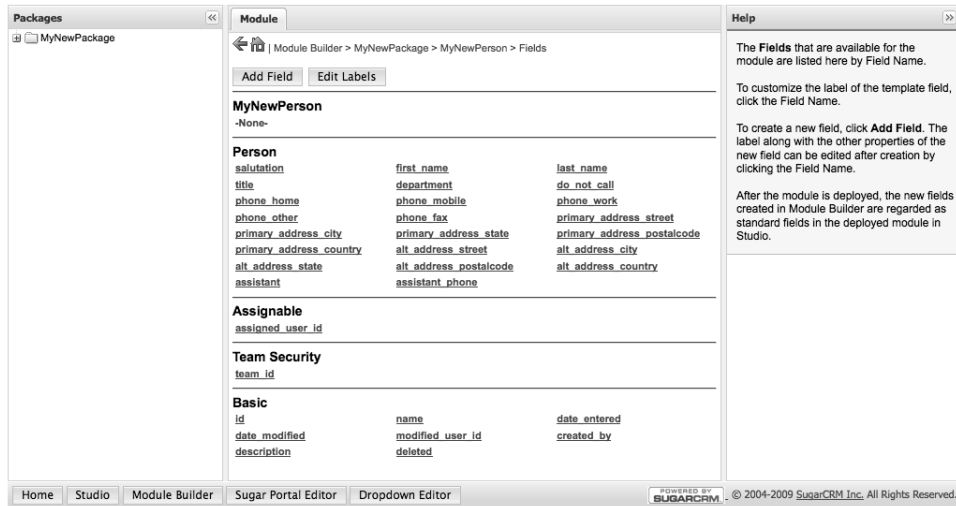 Packages
MyNewPackage
Module
| Module Builder > MyNewPackage > MyNewPerson > Fields
Add Field Edit Labels
MyNewPerson
-None-
Person
salutation first_name last_name
title department do_not_call
phone_home phone_mobile phone_work
phone_other phone_fax primary_address_street
primary_address_city primary_address_state primary_address_postalcode
primary_address_country alt_address_street alt_address_city
alt_address_state alt_address_postalcode alt_address_country
assistant assistant_phone
Assignable
assigned_user_id
Team Security
team_id
Basic
id name date_entered
date_modified modified_user_id created_by
description deleted
Help
The Fields that are available for the
module are listed here by Field Name.
To customize the label of the template field,
click the Field Name.
To create a new field, click Add Field. The
label along with the other properties of the
new field can be edited after creation by
clicking the Field Name.
After the module is deployed, the new fields
created in Module Builder are regarded as
standard fields in the deployed module in
Studio.
Home Studio Module Builder Sugar Portal Editor Dropdown Editor
POWERED BY
SUGARCRM
© 2004-2009 SugarCRM Inc. All Rights Reserved.